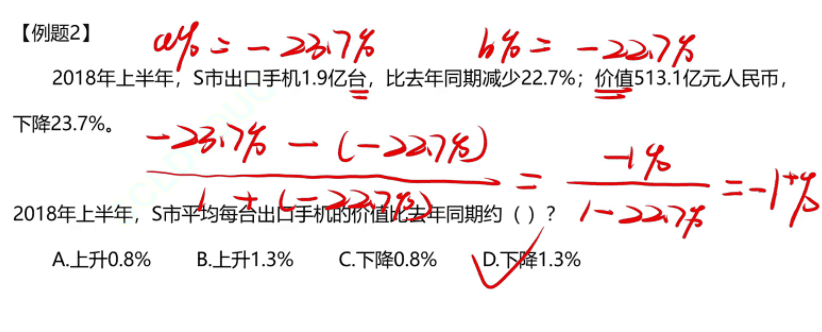 【例题2】 a% = -23.7% b% = -22.7%
2018年上半年，S市出口手机1.9亿台，比去年同期减少22.7%；价值513.1亿元人民币，
下降23.7%。
-23.7% - (-22.7%)
1 + (-22.7%)
= -1%
1-22.7%
= -1⁺%
2018年上半年，S市平均每台出口手机的价值比去年同期约（ ）？
A.上升0.8% B.上升1.3% C.下降0.8% D.下降1.3%